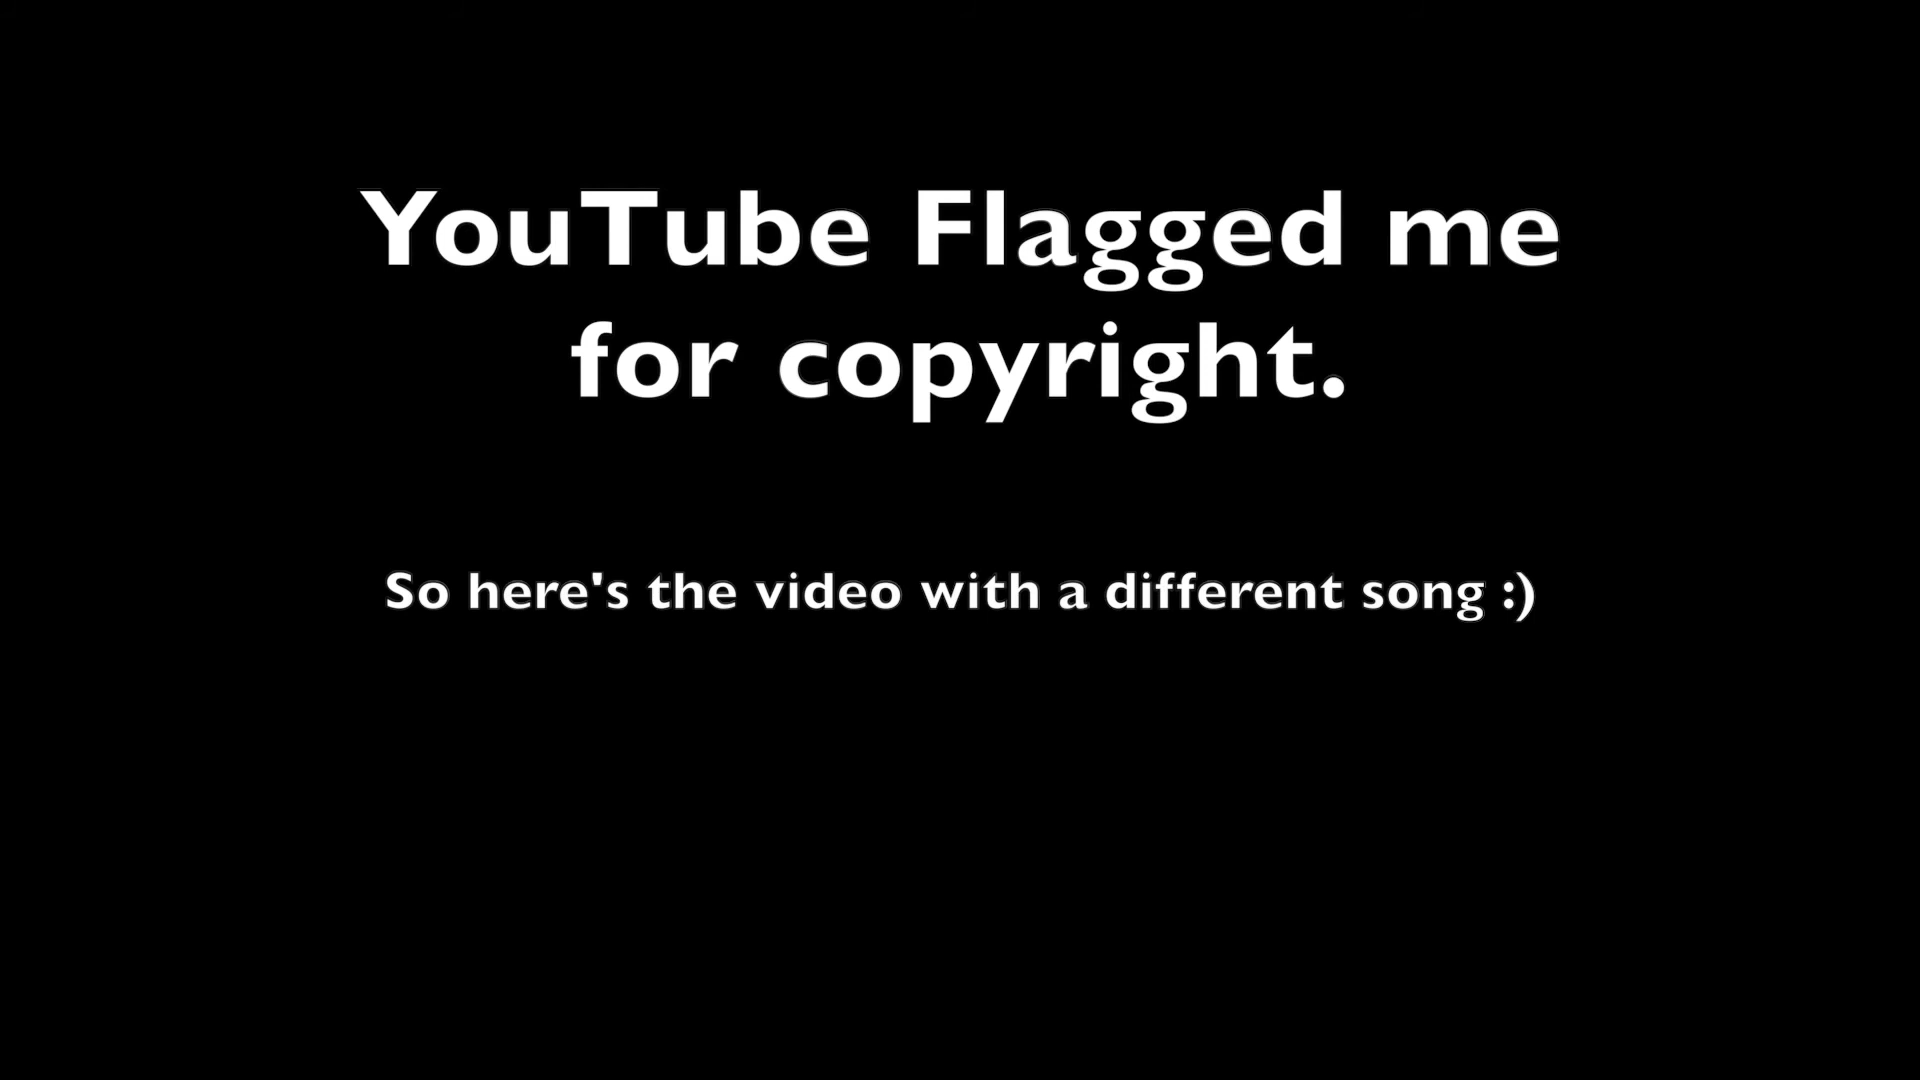 YouTube Flagged me
for copyright.
So here's the video with a different song :)